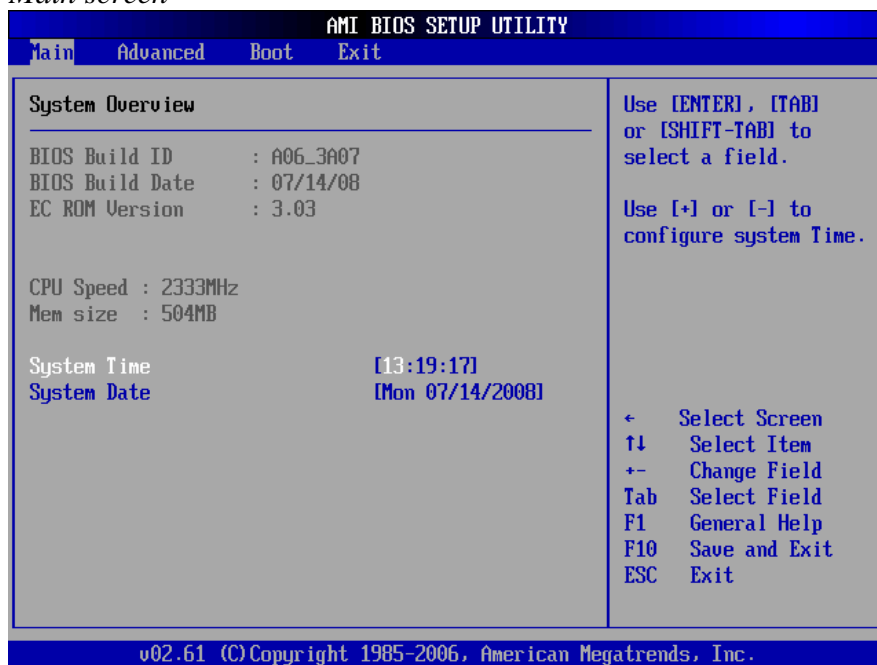 Main screen
AMI BIOS SETUP UTILITY
Main Advanced Boot Exit
System Overview
BIOS Build ID : A06_3A07
BIOS Build Date : 07/14/08
EC ROM Version : 3.03
CPU Speed : 2333MHz
Mem size : 504MB
System Time [13:19:17]
System Date [Mon 07/14/2008]
Use [ENTER], [TAB]
or [SHIFT-TAB] to
select a field.
Use [+] or [-] to
configure system Time.
← Select Screen
↑↓ Select Item
+- Change Field
Tab Select Field
F1 General Help
F10 Save and Exit
ESC Exit
v02.61 (C)Copyright 1985-2006, American Megatrends, Inc.